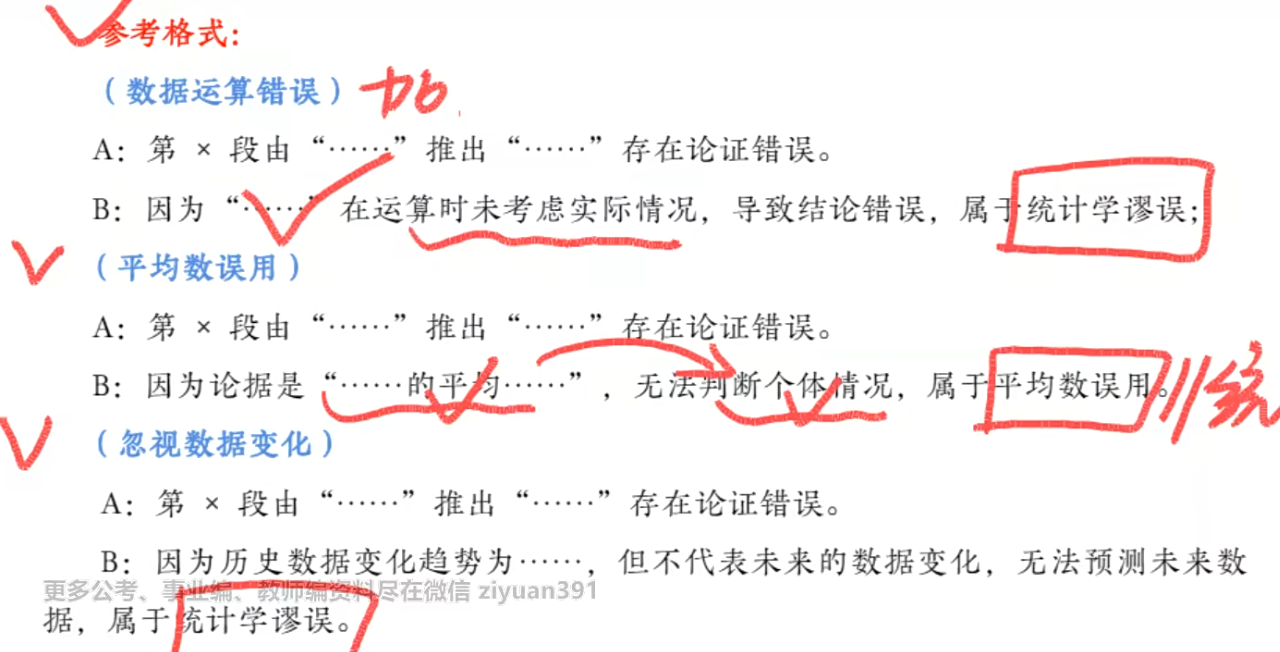 参考格式：
（数据运算错误）
A：第 × 段由“……”推出“……”存在论证错误。
B：因为“……”在运算时未考虑实际情况，导致结论错误，属于统计学谬误；
（平均数误用）
A：第 × 段由“……”推出“……”存在论证错误。
B：因为论据是“……的平均……”，无法判断个体情况，属于平均数误用。 统
（忽视数据变化）
A：第 × 段由“……”推出“……”存在论证错误。
B：因为历史数据变化趋势为……，但不代表未来的数据变化，无法预测未来数
更多公考、事业编、教师编资料尽在微信 ziyuan391
据，属于统计学谬误。